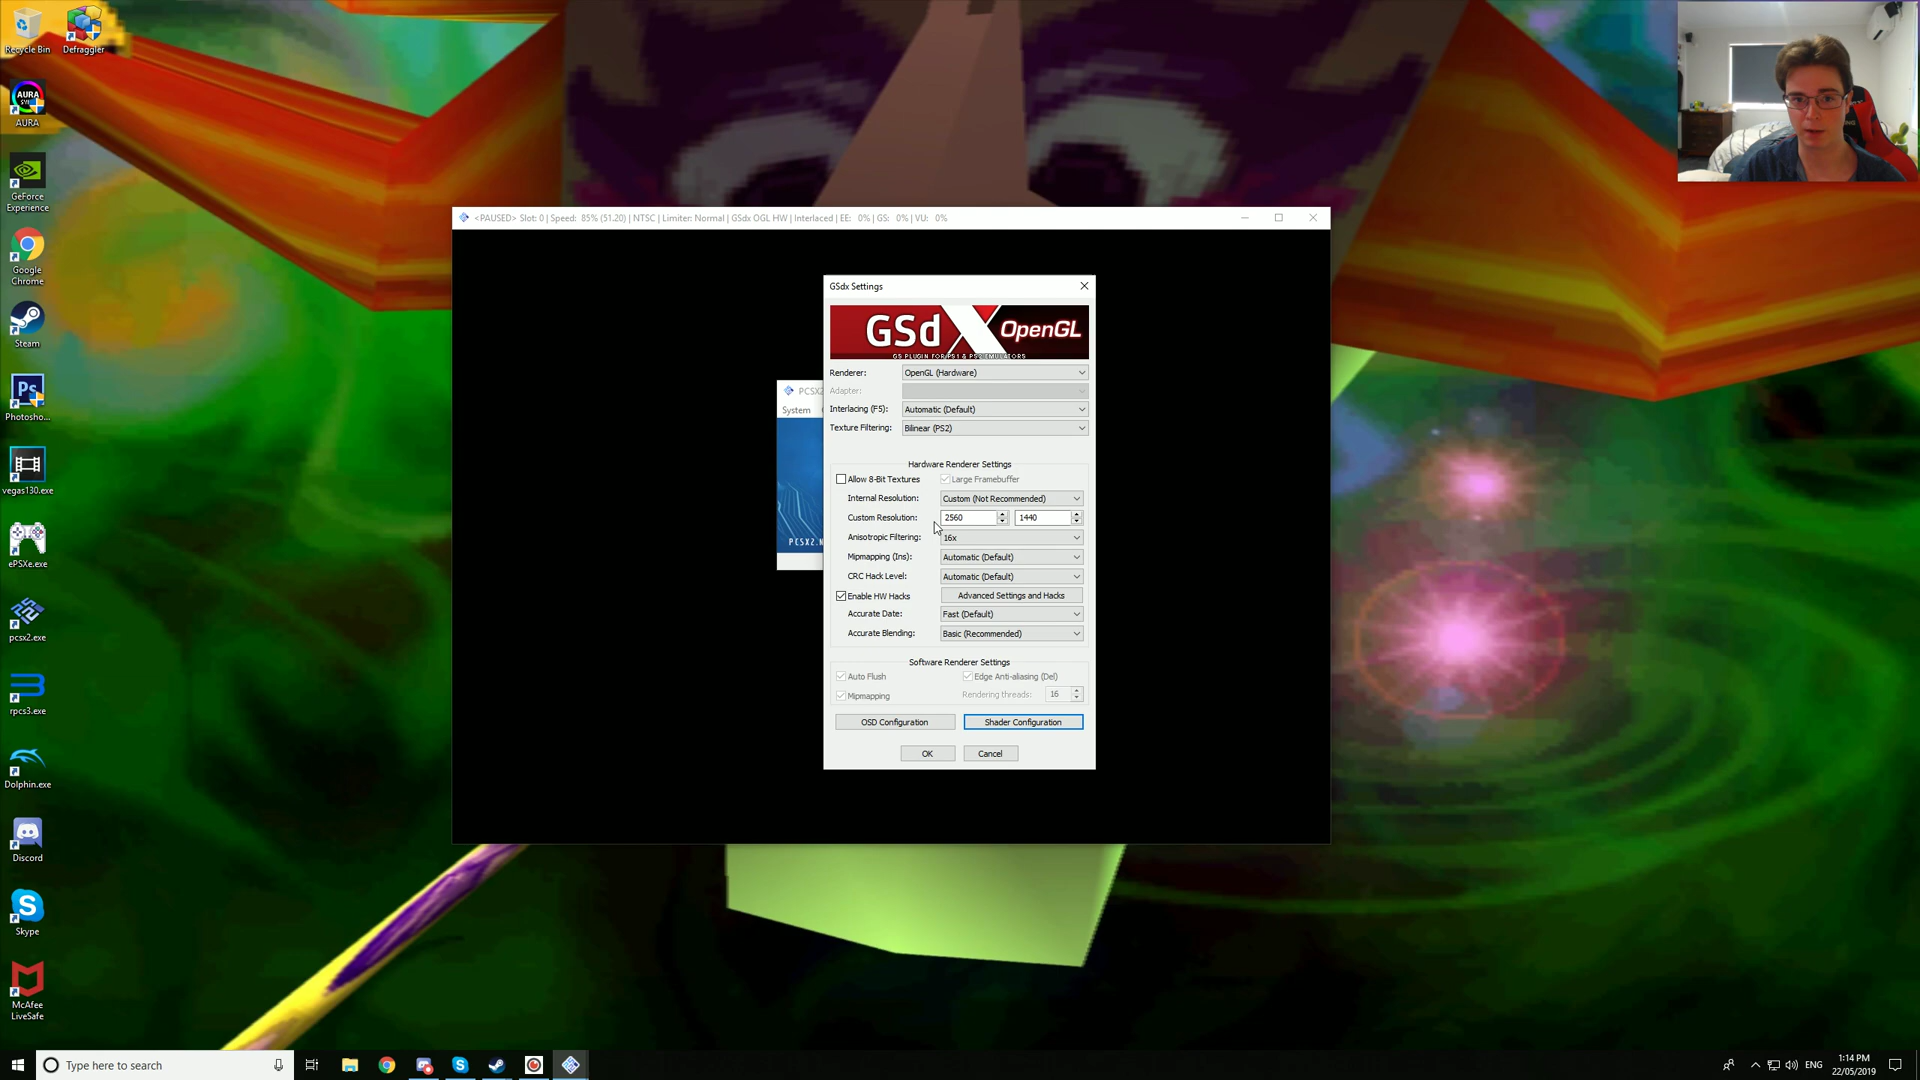 Recycle Bin
Defraggler
AURA
AURA
GeForce
Experience
Google
Chrome
Steam
Ps
Photosho...
vegas130.exe
ePSXe.exe
pcsx2.exe
rpcs3.exe
Dolphin.exe
Discord
Skype
McAfee
LiveSafe
<PAUSED> Slot: 0 | Speed: 85% (51.20) | NTSC | Limiter: Normal | GSdx OGL HW | Interlaced | EE: 0% | GS: 0% | VU: 0%
PCSX2
System
PCSX2.N
GSdx Settings
GSdX OpenGL
GS PLUGIN FOR PS1 & PS2 EMULATORS
Renderer: OpenGL (Hardware)
Adapter:
Interlacing (F5): Automatic (Default)
Texture Filtering: Bilinear (PS2)
Hardware Renderer Settings
Allow 8-Bit Textures Large Framebuffer
Internal Resolution: Custom (Not Recommended)
Custom Resolution: 2560 1440
Anisotropic Filtering: 16x
Mipmapping (Ins): Automatic (Default)
CRC Hack Level: Automatic (Default)
Enable HW Hacks Advanced Settings and Hacks
Accurate Date: Fast (Default)
Accurate Blending: Basic (Recommended)
Software Renderer Settings
Auto Flush Edge Anti-aliasing (Del)
Mipmapping Rendering threads: 16
OSD Configuration Shader Configuration
OK Cancel
Type here to search
ENG
1:14 PM
22/05/2019